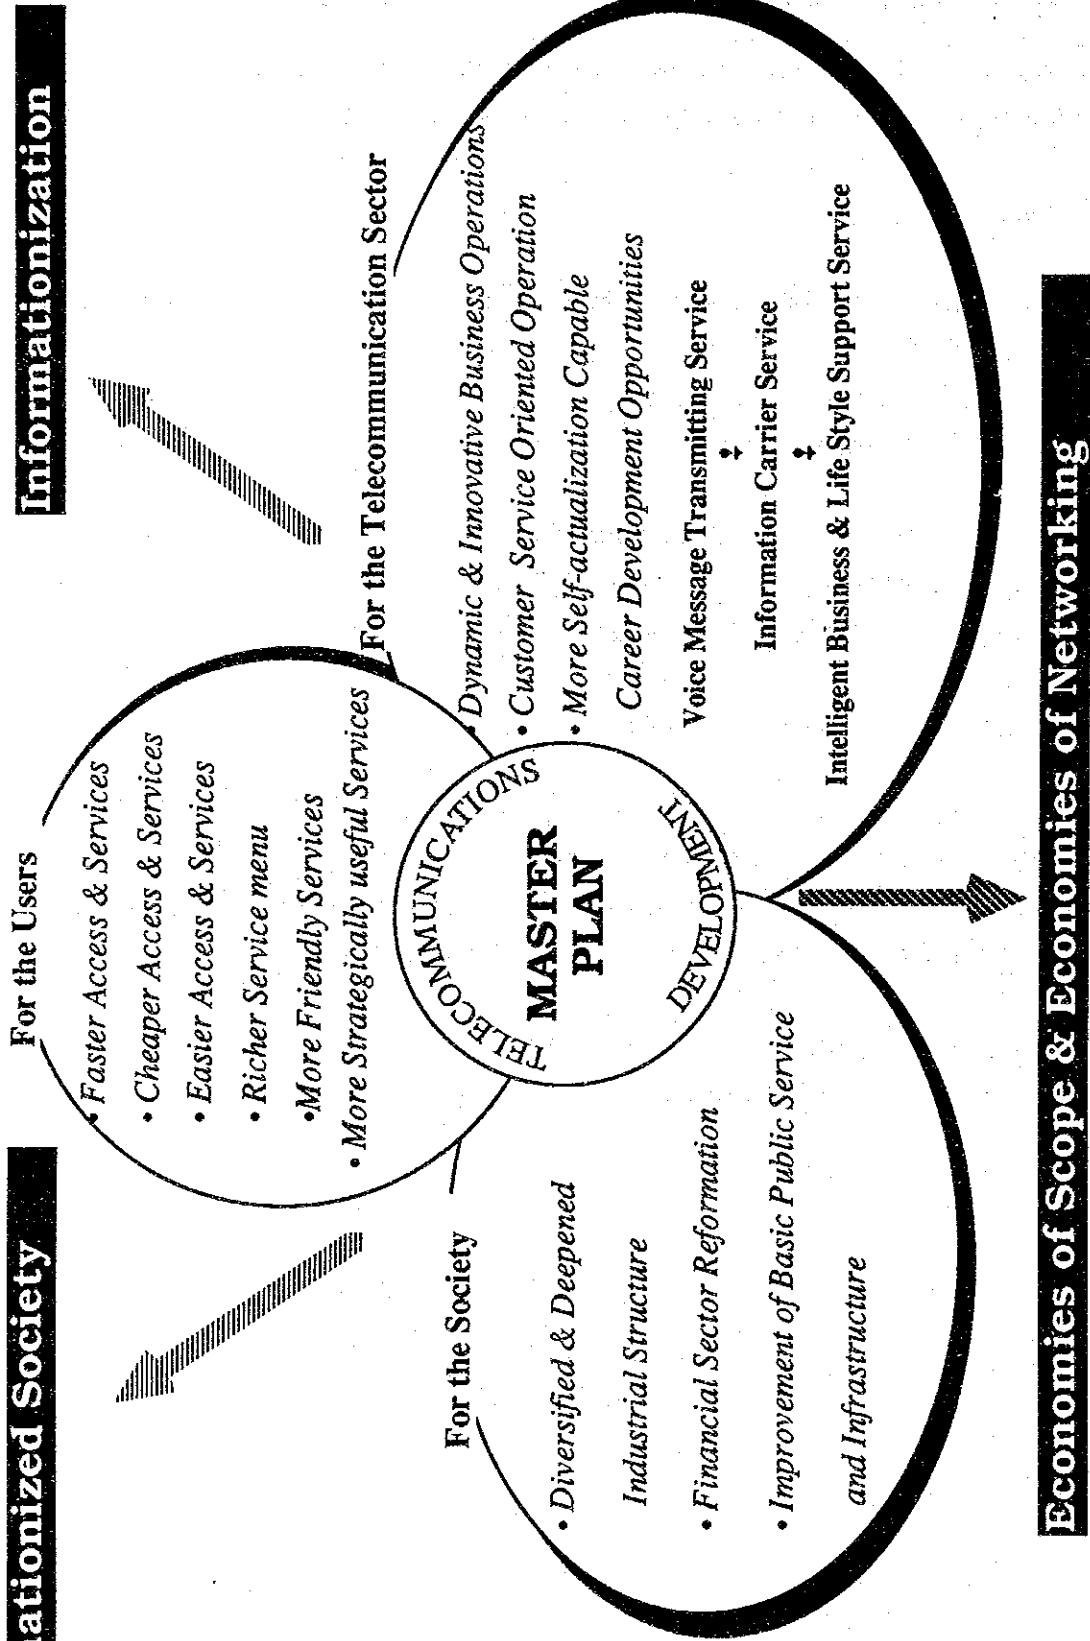 ationized Society
Informationization
For the Users
• Faster Access & Services
• Cheaper Access & Services
• Easier Access & Services
• Richer Service menu
•More Friendly Services
• More Strategically useful Services
For the Society
• Diversified & Deepened
Industrial Structure
• Financial Sector Reformation
• Improvement of Basic Public Service
and Infrastructure
TELECOMMUNICATIONS
MASTER
PLAN
DEVELOPMENT
For the Telecommunication Sector
• Dynamic & Innovative Business Operations
• Customer Service Oriented Operation
• More Self-actualization Capable
Career Development Opportunities
Voice Message Transmitting Service
Information Carrier Service
Intelligent Business & Life Style Support Service
Economies of Scope & Economies of Networking